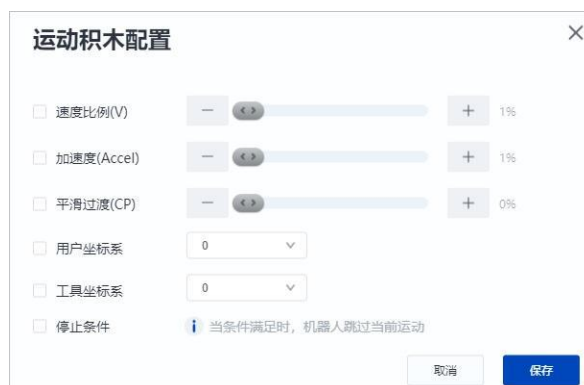 运动积木配置
速度比例(V) 1%
加速度(Accel) 1%
平滑过渡(CP) 0%
用户坐标系 0
工具坐标系 0
停止条件 当条件满足时，机器人跳过当前运动
取消 保存